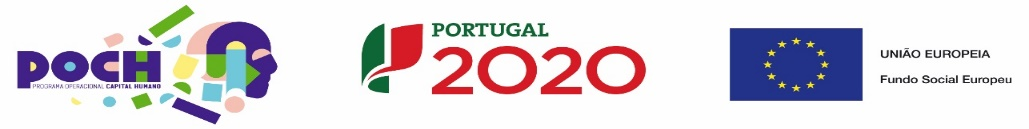 POCH
PROGRAMA OPERACIONAL CAPITAL HUMANO
PORTUGAL
2020
UNIÃO EUROPEIA
Fundo Social Europeu